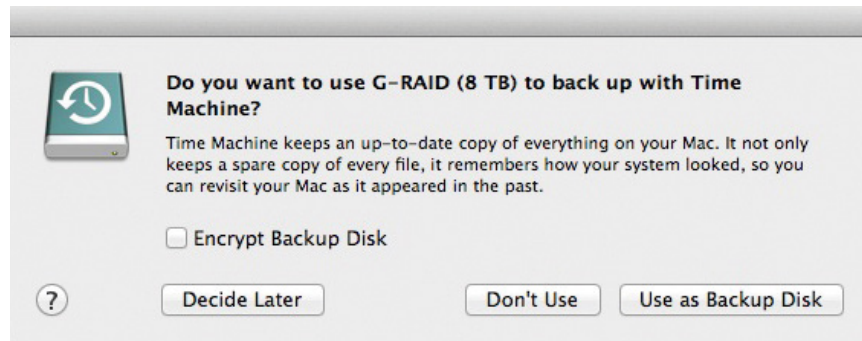 Do you want to use G-RAID (8 TB) to back up with Time
Machine?
Time Machine keeps an up-to-date copy of everything on your Mac. It not only
keeps a spare copy of every file, it remembers how your system looked, so you
can revisit your Mac as it appeared in the past.
Encrypt Backup Disk
? Decide Later Don't Use Use as Backup Disk